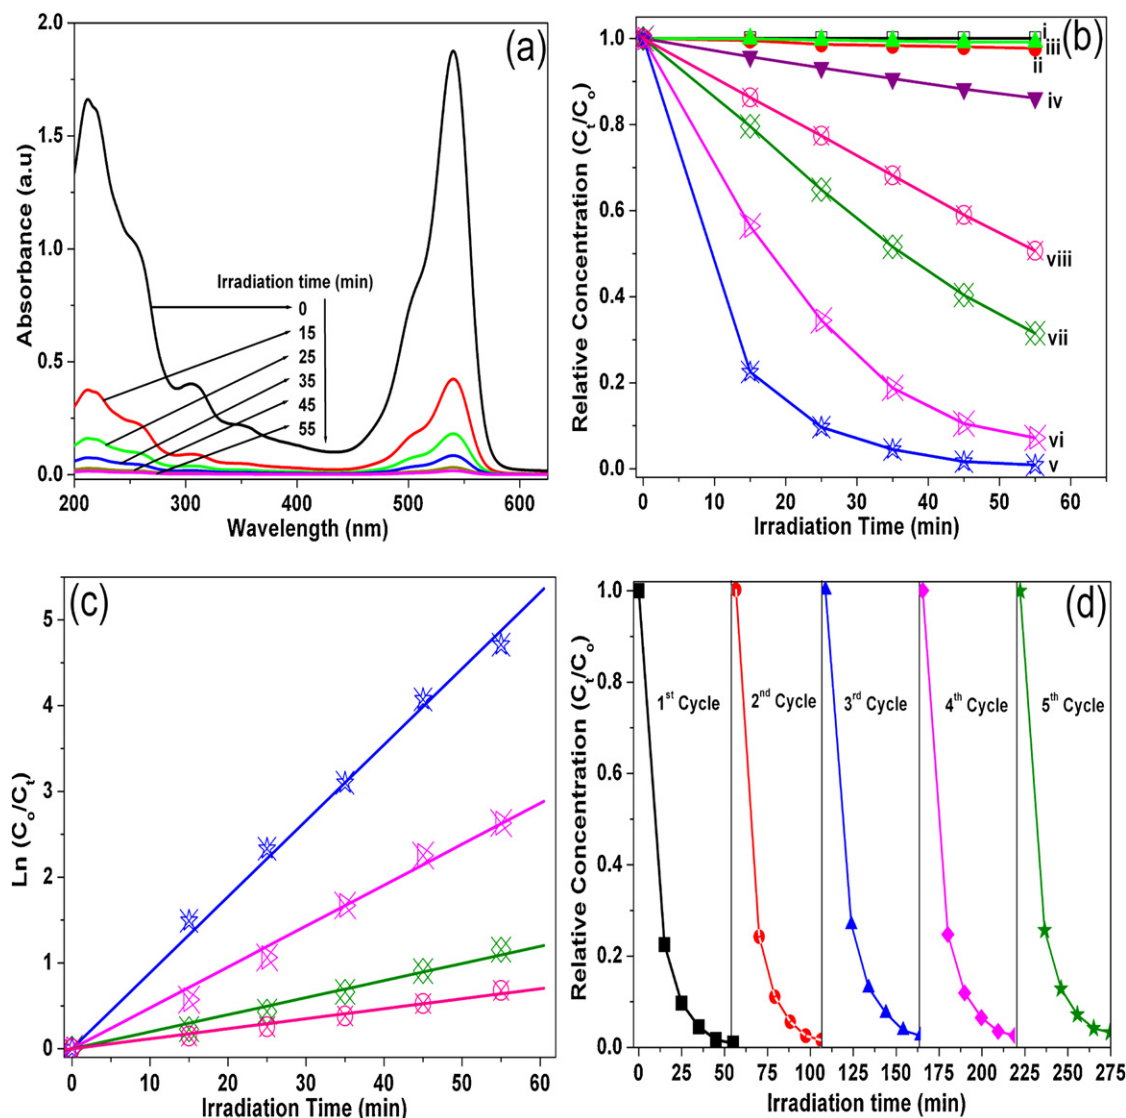 (a)
Absorbance (a.u)
2.0
1.5
1.0
0.5
0.0
Irradiation time (min)
0
15
25
35
45
55
200 300 400 500 600
Wavelength (nm)
(b)
Relative Concentration (Cₜ/Cₒ)
1.0
0.8
0.6
0.4
0.2
0.0
i
iii
ii
iv
viii
vii
vi
v
0 10 20 30 40 50 60
Irradiation Time (min)
(c)
Ln (Cₒ/Cₜ)
5
4
3
2
1
0
0 10 20 30 40 50 60
Irradiation Time (min)
(d)
Relative Concentration (Cₜ/Cₒ)
1.0
0.8
0.6
0.4
0.2
0.0
1ˢᵗ Cycle
2ⁿᵈ Cycle
3ʳᵈ Cycle
4ᵗʰ Cycle
5ᵗʰ Cycle
0 25 50 75 100 125 150 175 200 225 250 275
Irradiation time (min)